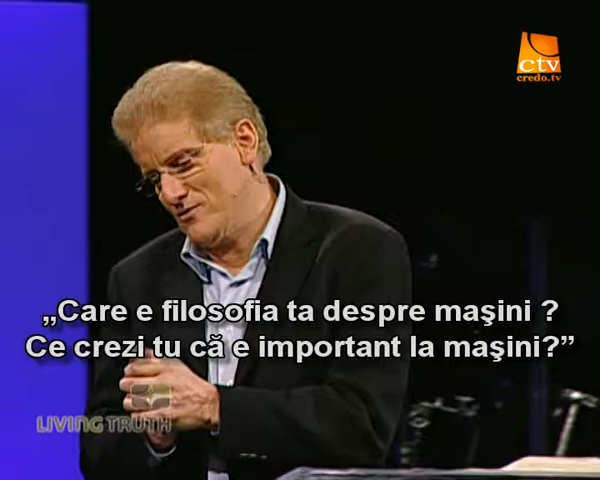 ctv
credo.tv
„Care e filosofia ta despre maşini ?
Ce crezi tu că e important la maşini?”
LIVING TRUTH